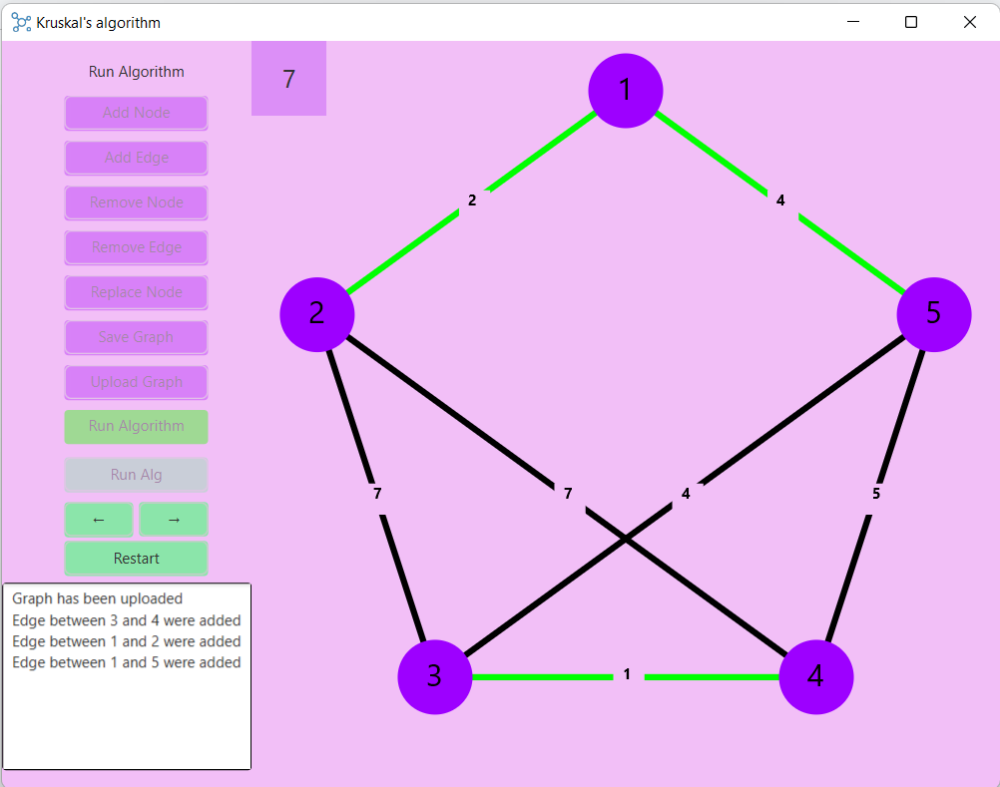 Kruskal's algorithm
Run Algorithm
Add Node
Add Edge
Remove Node
Remove Edge
Replace Node
Save Graph
Upload Graph
Run Algorithm
Run Alg
← →
Restart
Graph has been uploaded
Edge between 3 and 4 were added
Edge between 1 and 2 were added
Edge between 1 and 5 were added
7
1
2 4
2 5
7 7 4 5
3 1 4